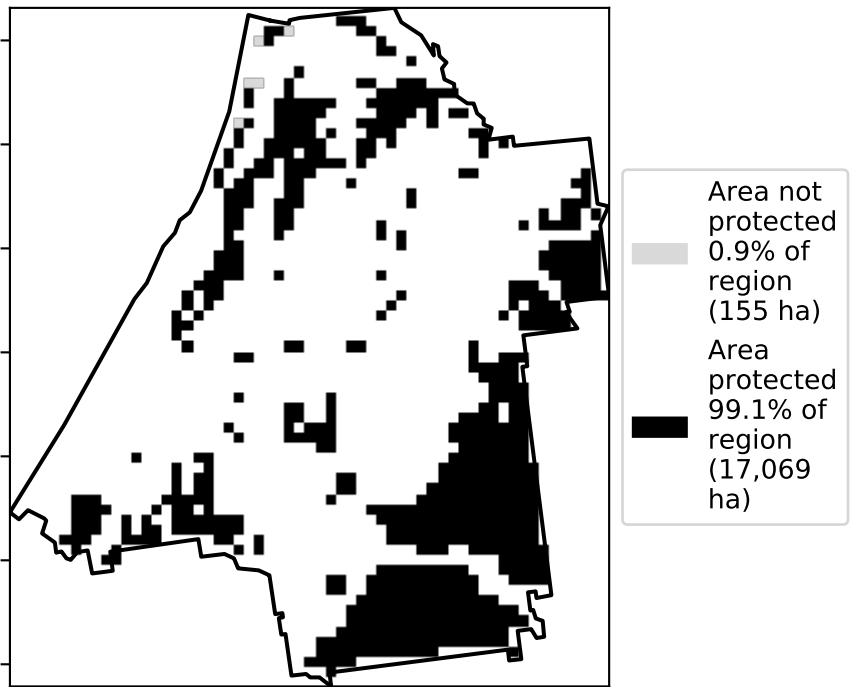 Area not
protected
0.9% of
region
(155 ha)
Area
protected
99.1% of
region
(17,069
ha)